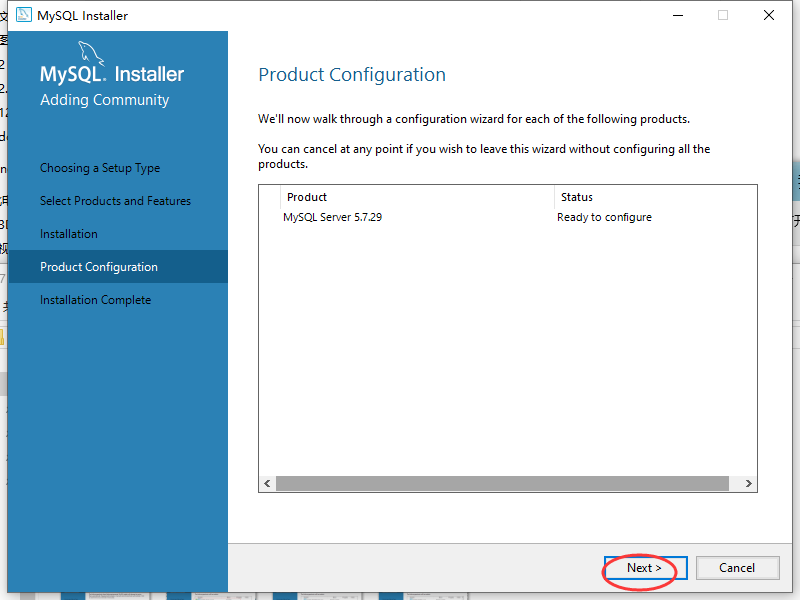 MySQL Installer
MySQL. Installer
Adding Community
Choosing a Setup Type
Select Products and Features
Installation
Product Configuration
Installation Complete
Product Configuration
We'll now walk through a configuration wizard for each of the following products.
You can cancel at any point if you wish to leave this wizard without configuring all the
products.
Product Status
MySQL Server 5.7.29 Ready to configure
Next >
Cancel